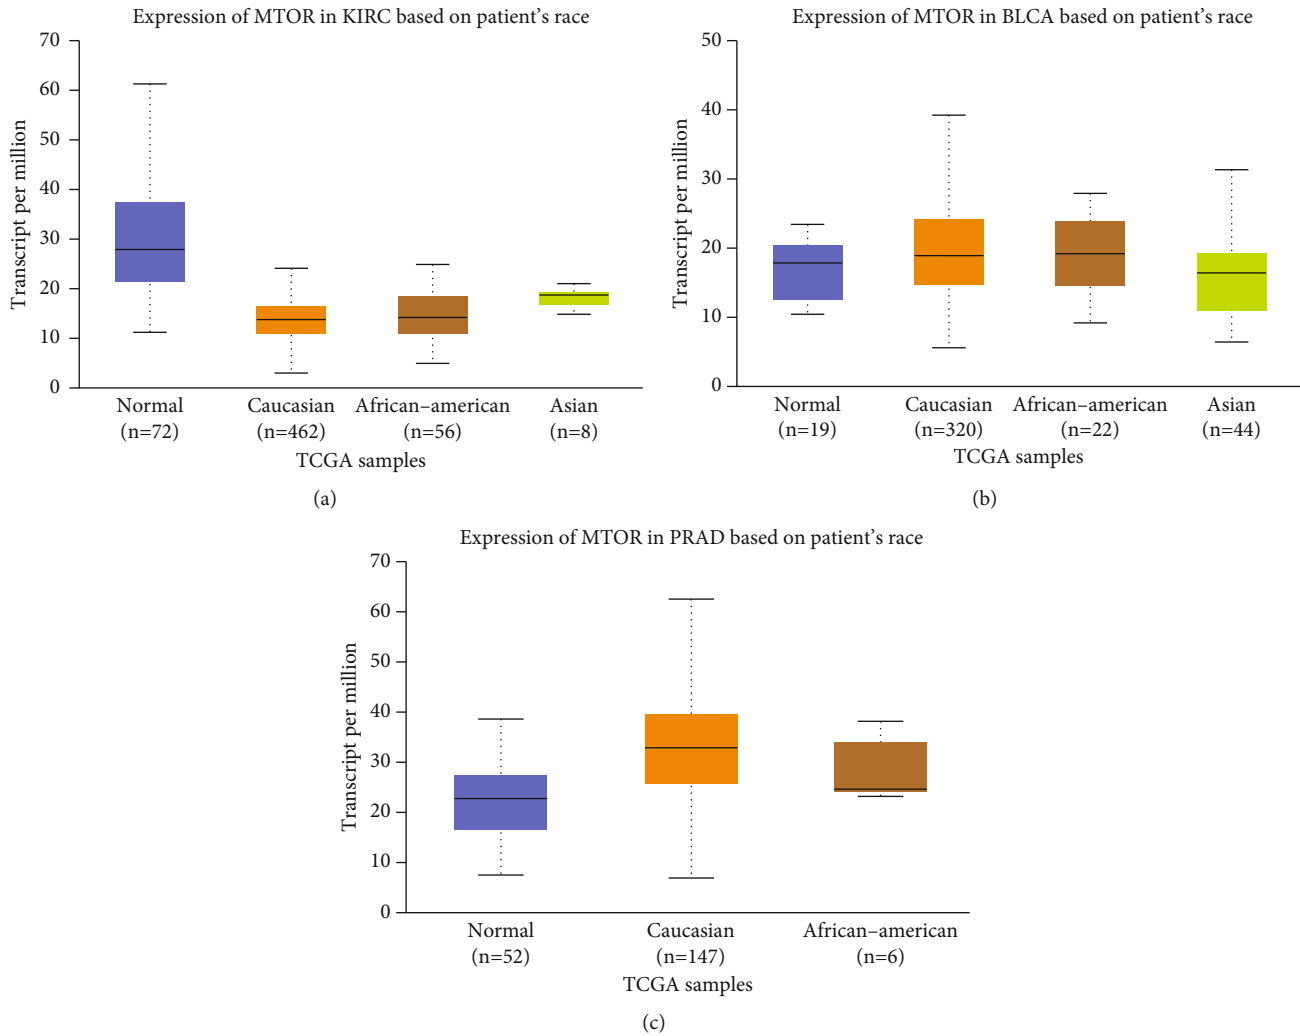 Expression of MTOR in KIRC based on patient’s race
Transcript per million
70
60
50
40
30
20
10
0
Normal
(n=72)
Caucasian
(n=462)
African–american
(n=56)
Asian
(n=8)
TCGA samples
(a)
Expression of MTOR in BLCA based on patient’s race
Transcript per million
50
40
30
20
10
0
Normal
(n=19)
Caucasian
(n=320)
African–american
(n=22)
Asian
(n=44)
TCGA samples
(b)
Expression of MTOR in PRAD based on patient’s race
Transcript per million
70
60
50
40
30
20
10
0
Normal
(n=52)
Caucasian
(n=147)
African–american
(n=6)
TCGA samples
(c)